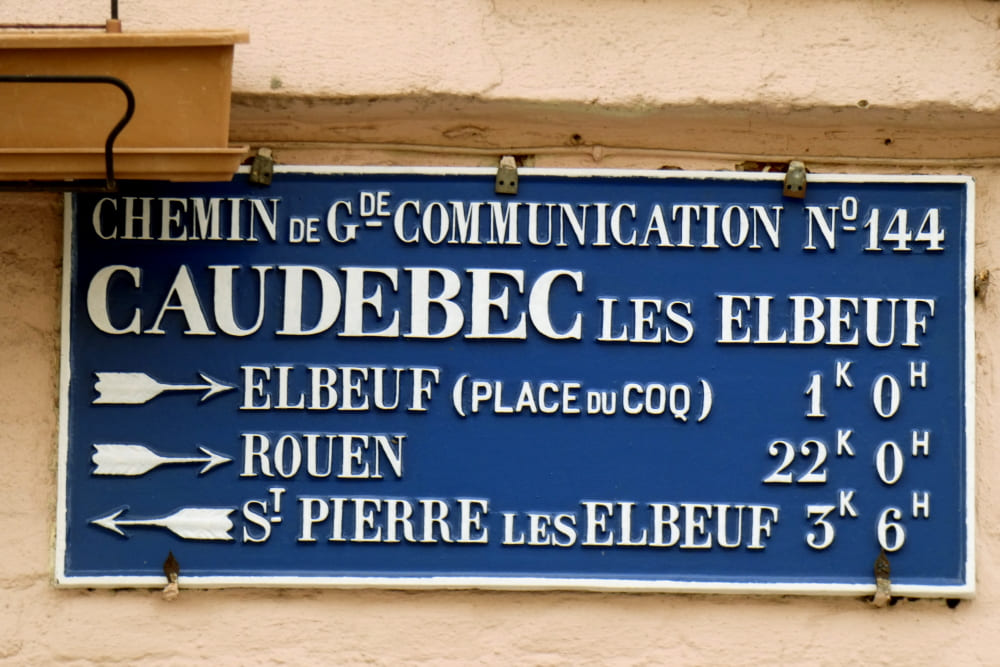 CHEMIN DE GDE COMMUNICATION Nº 144
CAUDEBEC LES ELBEUF
ELBEUF (PLACE DU COQ) 1K 0H
ROUEN 22K 0H
ST PIERRE LES ELBEUF 3K 6H